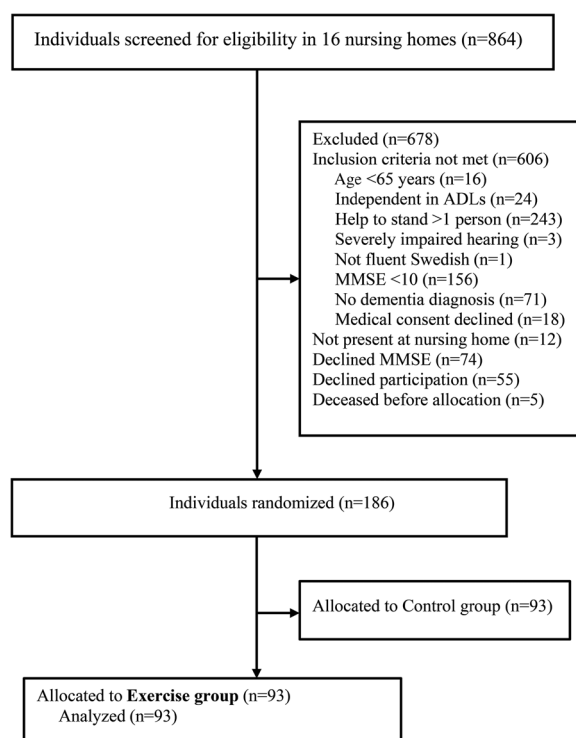 Individuals screened for eligibility in 16 nursing homes (n=864)
Excluded (n=678)
Inclusion criteria not met (n=606)
Age <65 years (n=16)
Independent in ADLs (n=24)
Help to stand >1 person (n=243)
Severely impaired hearing (n=3)
Not fluent Swedish (n=1)
MMSE <10 (n=156)
No dementia diagnosis (n=71)
Medical consent declined (n=18)
Not present at nursing home (n=12)
Declined MMSE (n=74)
Declined participation (n=55)
Deceased before allocation (n=5)
Individuals randomized (n=186)
Allocated to Control group (n=93)
Allocated to Exercise group (n=93)
Analyzed (n=93)